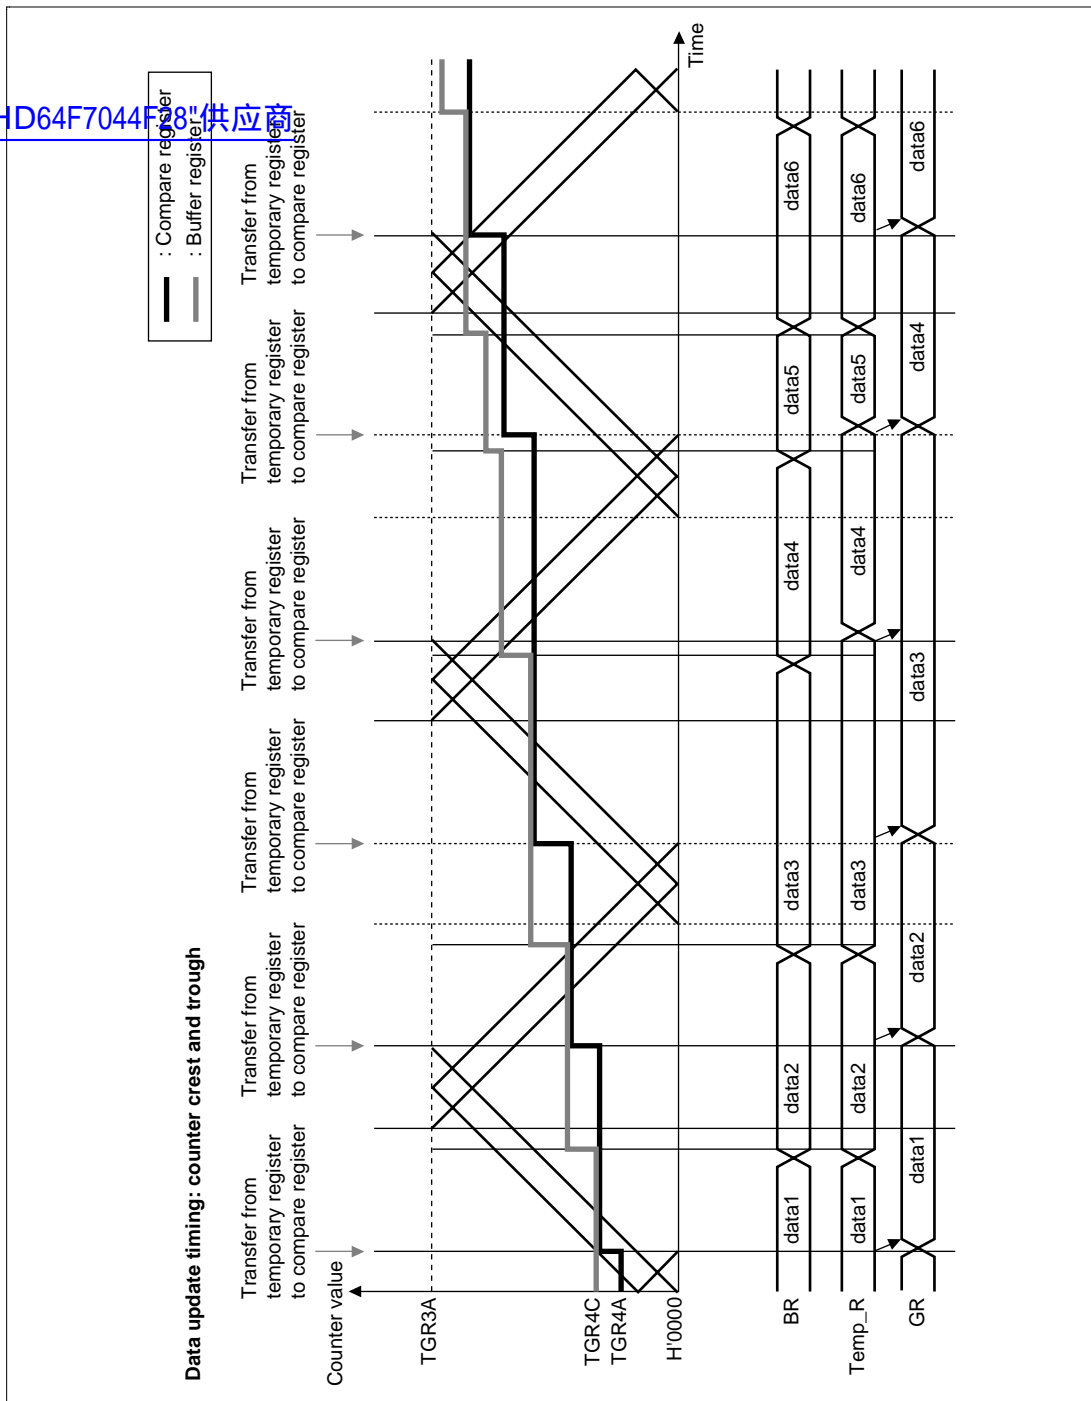 HD64F7044F28"供应商
Data update timing: counter crest and trough
: Compare register
: Buffer register
Transfer from
temporary register
to compare register
Transfer from
temporary register
to compare register
Transfer from
temporary register
to compare register
Transfer from
temporary register
to compare register
Transfer from
temporary register
to compare register
Transfer from
temporary register
to compare register
Counter value
TGR3A
TGR4C
TGR4A
H'0000
Time
BR
data1
data2
data3
data4
data5
data6
Temp_R
data1
data2
data3
data4
data5
data6
GR
data1
data2
data3
data4
data6